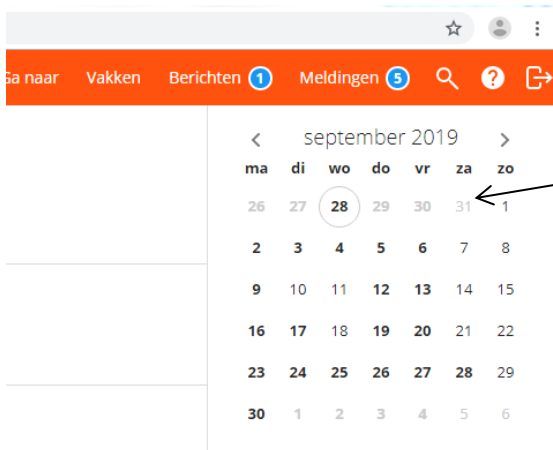 Ga naar Vakken Berichten 1 Meldingen 5 ?
september 2019
ma di wo do vr za zo
26 27 28 29 30 31 1
2 3 4 5 6 7 8
9 10 11 12 13 14 15
16 17 18 19 20 21 22
23 24 25 26 27 28 29
30 1 2 3 4 5 6